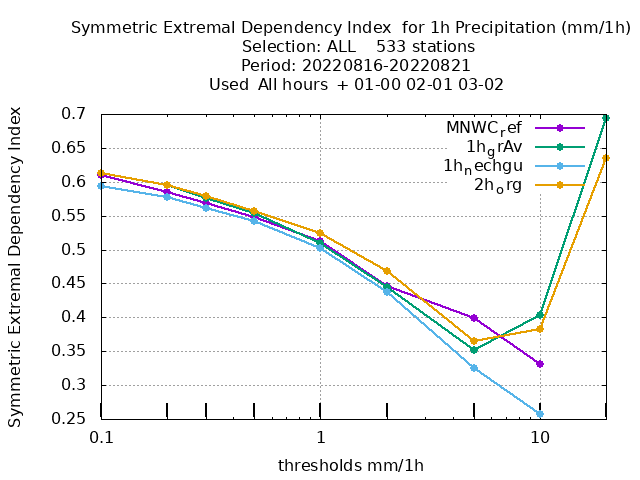 Symmetric Extremal Dependency Index  for 1h Precipitation (mm/1h)
Selection: ALL    533 stations
Period: 20220816-20220821
Used  All hours  + 01-00 02-01 03-02
Symmetric Extremal Dependency Index
0.7
0.65
0.6
0.55
0.5
0.45
0.4
0.35
0.3
0.25
MNWC_ref
1h_grAv
1h_nechgu
2h_org
0.1 1 10
thresholds mm/1h